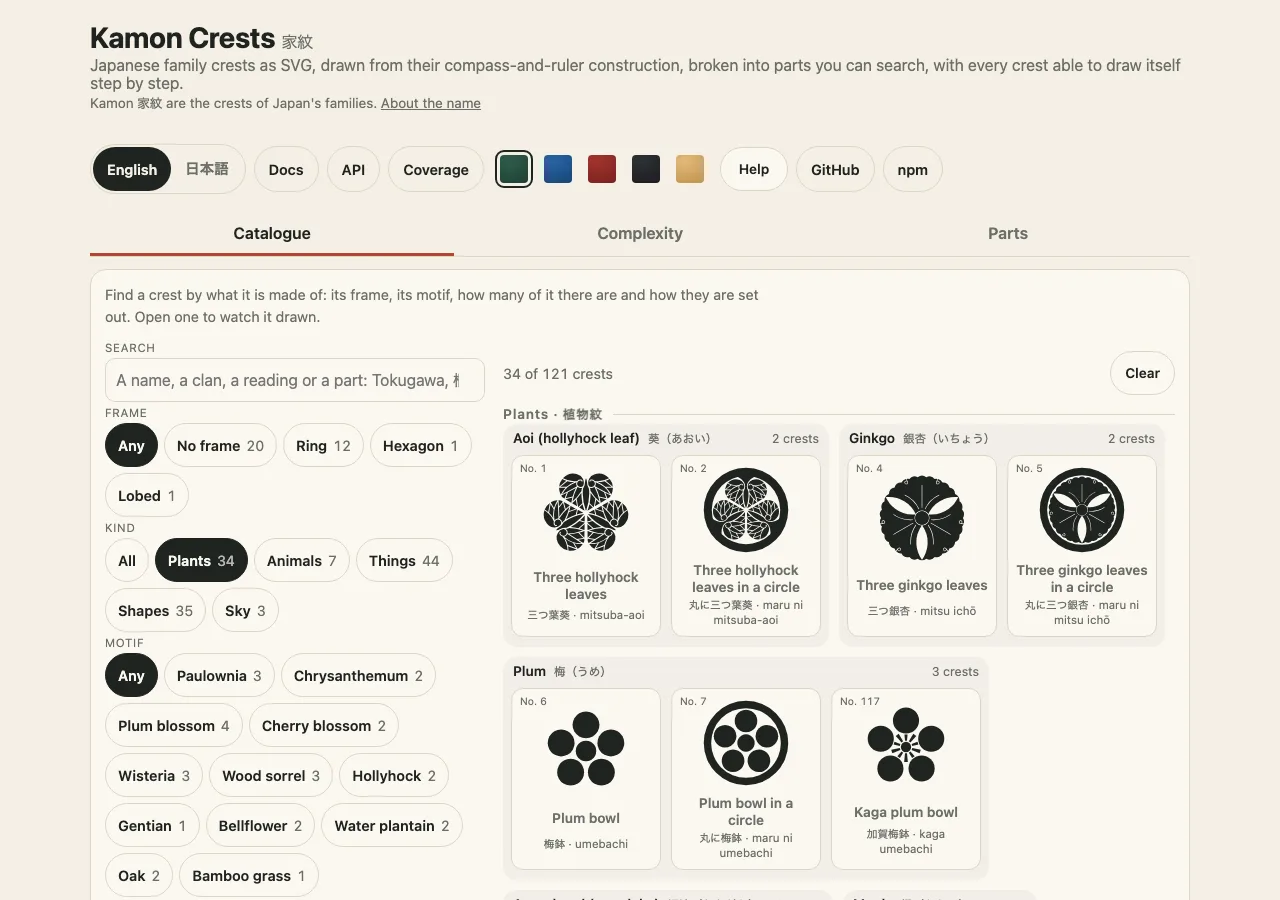 Kamon Crests 家紋
Japanese family crests as SVG, drawn from their compass-and-ruler construction, broken into parts you can search, with every crest able to draw itself
step by step.
Kamon 家紋 are the crests of Japan's families. About the name
English 日本語 Docs API Coverage Help GitHub npm
Catalogue Complexity Parts
Find a crest by what it is made of: its frame, its motif, how many of it there are and how they are set
out. Open one to watch it drawn.
SEARCH
A name, a clan, a reading or a part: Tokugawa,
34 of 121 crests
Clear
FRAME
Any No frame 20 Ring 12 Hexagon 1
Lobed 1
KIND
All Plants 34 Animals 7 Things 44
Shapes 35 Sky 3
MOTIF
Any Paulownia 3 Chrysanthemum 2
Plum blossom 4 Cherry blossom 2
Wisteria 3 Wood sorrel 3 Hollyhock 2
Gentian 1 Bellflower 2 Water plantain 2
Oak 2 Bamboo grass 1
Plants · 植物紋
Aoi (hollyhock leaf) 葵（あおい） 2 crests
No. 1
Three hollyhock
leaves
三つ葉葵 · mitsuba-aoi
No. 2
Three hollyhock
leaves in a circle
丸に三つ葉葵 · maru ni
mitsuba-aoi
Ginkgo 銀杏（いちょう） 2 crests
No. 4
Three ginkgo leaves
三つ銀杏 · mitsu ichō
No. 5
Three ginkgo leaves
in a circle
丸に三つ銀杏 · maru ni
mitsu ichō
Plum 梅（うめ） 3 crests
No. 6
Plum bowl
梅鉢 · umebachi
No. 7
Plum bowl in a
circle
丸に梅鉢 · maru ni
umebachi
No. 117
Kaga plum bowl
加賀梅鉢 · kaga
umebachi